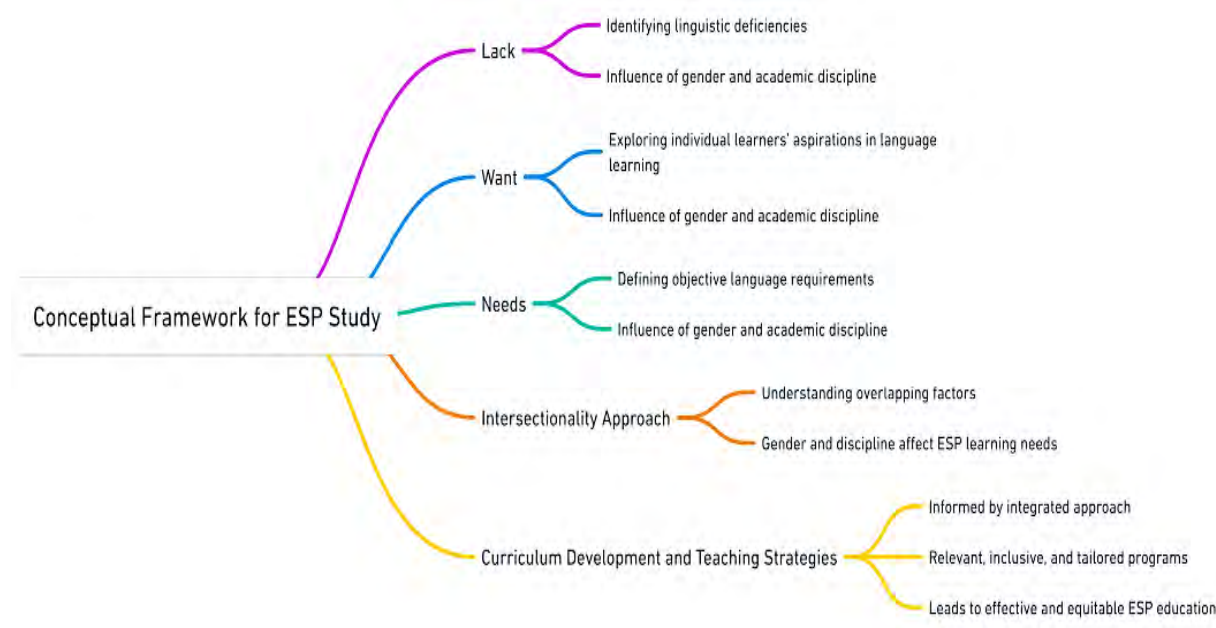 Identifying linguistic deficiencies
Lack
Influence of gender and academic discipline
Exploring individual learners' aspirations in language
learning
Want
Influence of gender and academic discipline
Defining objective language requirements
Needs
Conceptual Framework for ESP Study
Influence of gender and academic discipline
Understanding overlapping factors
Intersectionality Approach
Gender and discipline affect ESP learning needs
Informed by integrated approach
Curriculum Development and Teaching Strategies
Relevant, inclusive, and tailored programs
Leads to effective and equitable ESP education